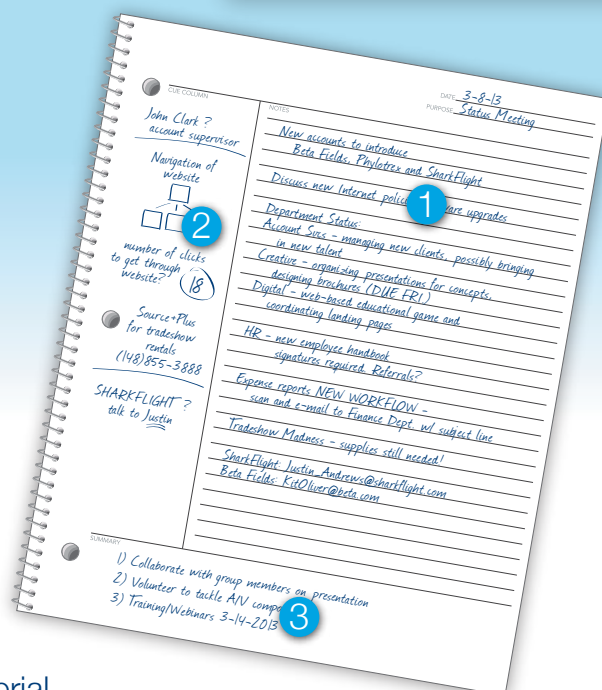 DATE 3-8-13
PURPOSE Status Meeting
CUE COLUMN
John Clark ?
account supervisor
Navigation of
website
2
number of clicks
to get through
website? 18
Source+Plus
for tradeshow
rentals
(148)855-3888
SHARKFLIGHT ?
talk to Justin
NOTES
New accounts to introduce
Beta Fields, Phylotrex and SharkFlight
Discuss new Internet 1 upgrades
Department Status:
Account Svcs - managing new clients, possibly bringing
in new talent
Creative - organizing presentations for concepts,
designing brochures (DUE FRI.)
Digital - web-based educational game and
coordinating landing pages
HR - new employee handbook
signatures required. Referrals?
Expense reports NEW WORKFLOW -
scan and e-mail to Finance Dept. w/ subject line
Tradeshow Madness - supplies still needed!
SharkFlight: Justin_Andrews@sharkflight.com
Beta Fields: KitOliver@beta.com
SUMMARY
1) Collaborate with group members on presentation
2) Volunteer to tackle A/V
3) Training/Webinars 3-14-2013
3